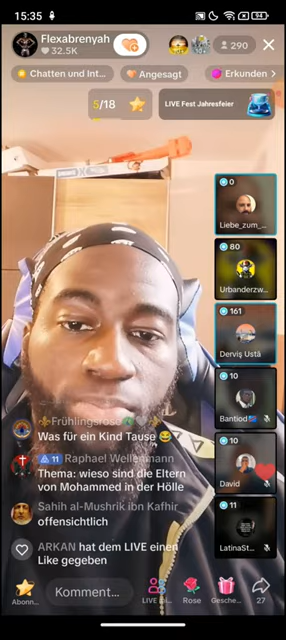 15:35
94
Flexabrenyah
32.5K
290
Chatten und Int...
Angesagt
Erkunden >
5/18
LIVE Fest Jahresfeier
0
Liebe_zum_...
80
Urbanderzw...
161
Derviş Ustā
10
Bantiod
10
David
11
LatinaSt...
Frühlingsrose
Was für ein Kind Tause 😂
11 Raphael Wellenmann
Thema: wieso sind die Eltern
von Mohammed in der Hölle
Sahih al-Mushrik ibn Kafhir
offensichtlich
ARKAN hat dem LIVE einen
Like gegeben
Abonn...
Komment...
Rose
Gesche...
27